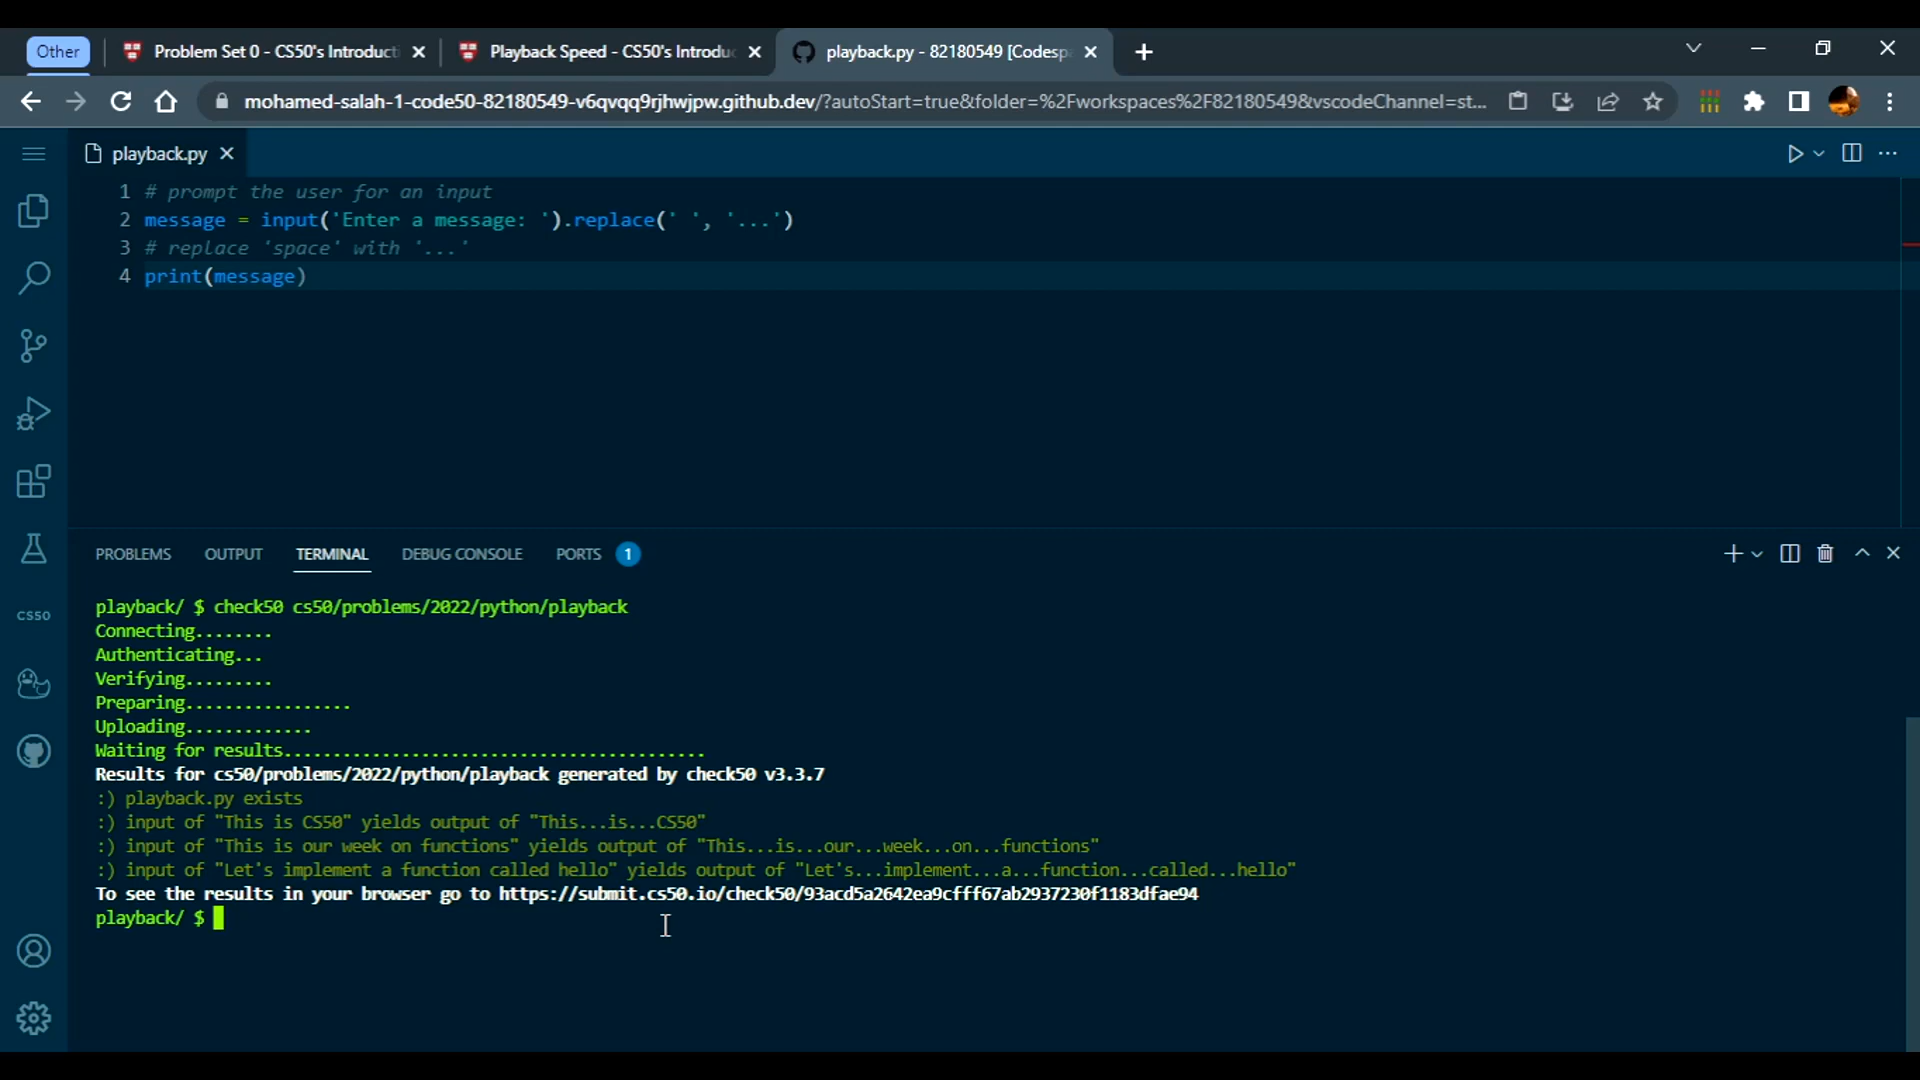 Other
Problem Set 0 - CS50's Introducti
Playback Speed - CS50's Introdu
playback.py - 82180549 [Codesp
mohamed-salah-1-code50-82180549-v6qvqq9rjhwjpw.github.dev/?autoStart=true&folder=%2Fworkspaces%2F82180549&vscodeChannel=st...
playback.py
1 # prompt the user for an input
2 message = input('Enter a message: ').replace(' ', '...')
3 # replace 'space' with '...'
4 print(message)
PROBLEMS OUTPUT TERMINAL DEBUG CONSOLE PORTS 1
CS50
playback/ $ check50 cs50/problems/2022/python/playback
Connecting........
Authenticating...
Verifying.........
Preparing.................
Uploading.............
Waiting for results...........................................
Results for cs50/problems/2022/python/playback generated by check50 v3.3.7
:) playback.py exists
:) input of "This is CS50" yields output of "This...is...CS50"
:) input of "This is our week on functions" yields output of "This...is...our...week...on...functions"
:) input of "Let's implement a function called hello" yields output of "Let's...implement...a...function...called...hello"
To see the results in your browser go to https://submit.cs50.io/check50/93acd5a2642ea9cfff67ab2937230f1183dfae94
playback/ $